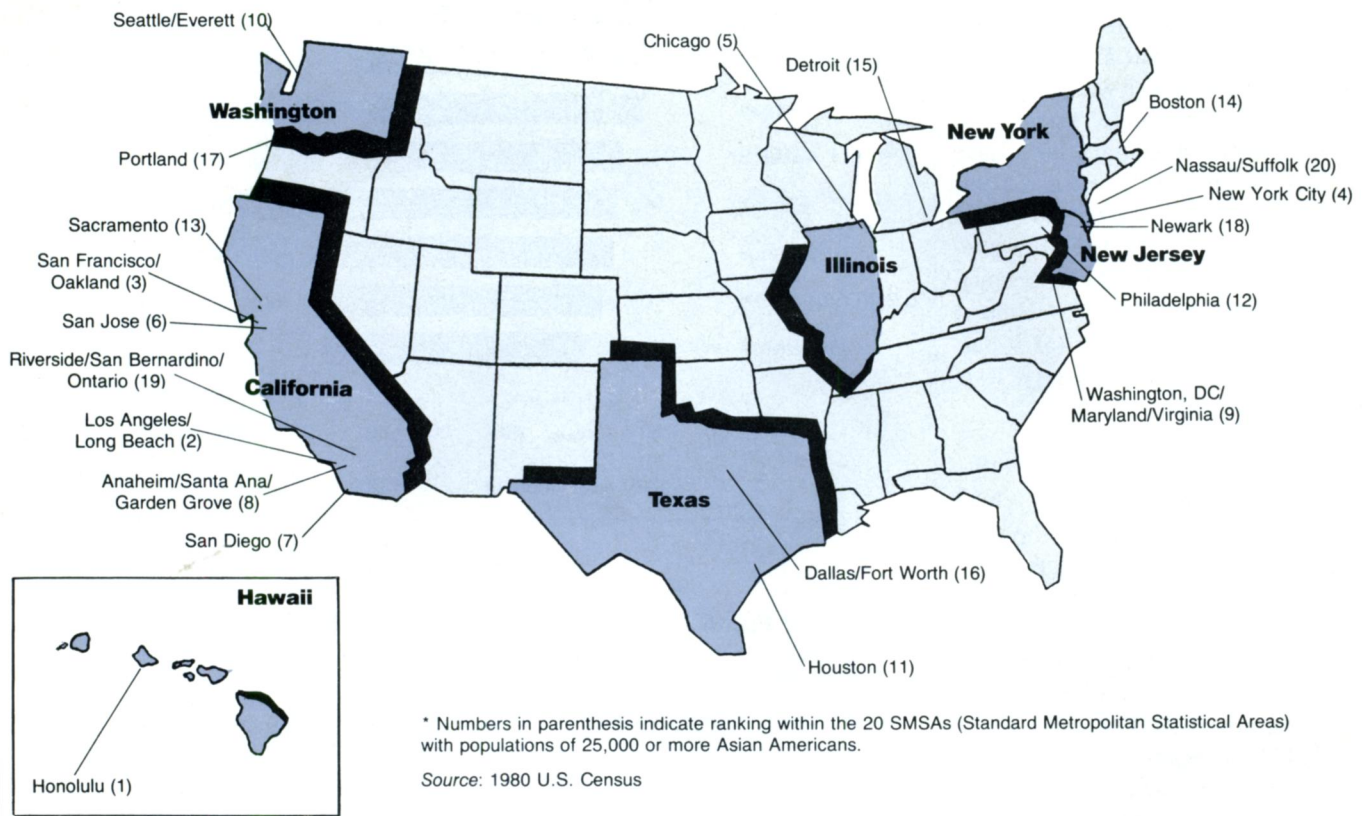 Seattle/Everett (10)
Chicago (5)
Detroit (15)
Boston (14)
Washington
New York
Portland (17)
Nassau/Suffolk (20)
New York City (4)
Sacramento (13)
Newark (18)
San Francisco/
Oakland (3)
Illinois
New Jersey
Philadelphia (12)
San Jose (6)
Riverside/San Bernardino/
Ontario (19)
California
Washington, DC/
Maryland/Virginia (9)
Los Angeles/
Long Beach (2)
Anaheim/Santa Ana/
Garden Grove (8)
Texas
San Diego (7)
Dallas/Fort Worth (16)
Hawaii
Houston (11)
Honolulu (1)
* Numbers in parenthesis indicate ranking within the 20 SMSAs (Standard Metropolitan Statistical Areas)
with populations of 25,000 or more Asian Americans.
Source: 1980 U.S. Census